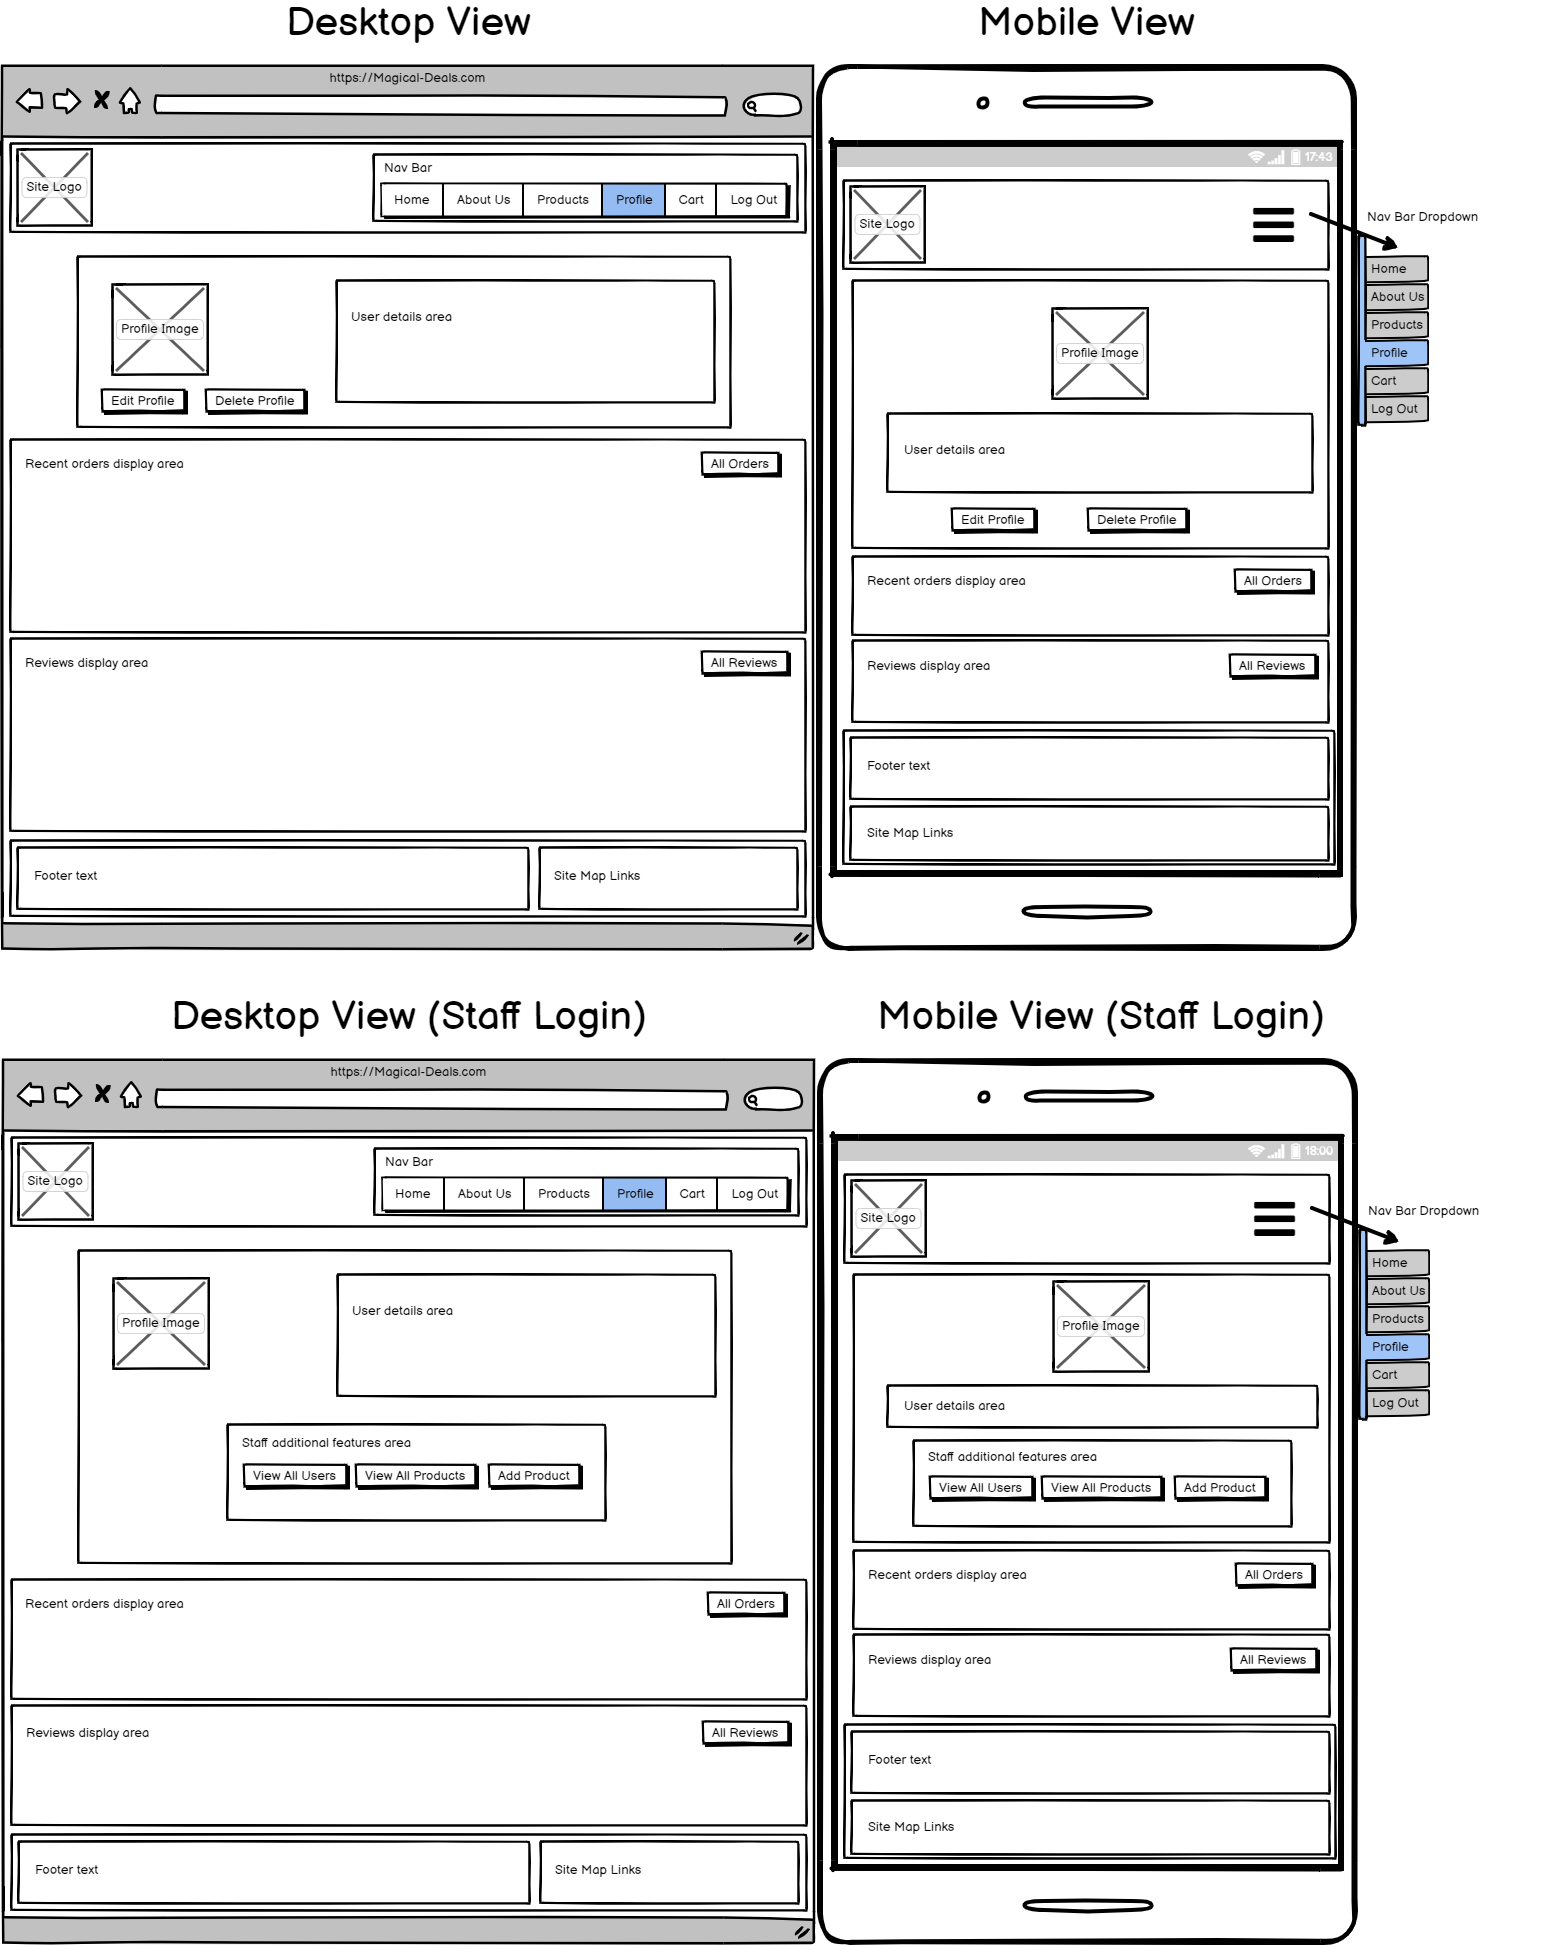 Desktop View
https://Magical-Deals.com
Site Logo
Nav Bar
Home About Us Products Profile Cart Log Out
Profile Image
User details area
Edit Profile Delete Profile
Recent orders display area All Orders
Reviews display area All Reviews
Footer text Site Map Links
Mobile View
17:43
Site Logo
Nav Bar Dropdown
Home
About Us
Products
Profile
Cart
Log Out
Profile Image
User details area
Edit Profile Delete Profile
Recent orders display area All Orders
Reviews display area All Reviews
Footer text
Site Map Links
Desktop View (Staff Login)
https://Magical-Deals.com
Site Logo
Nav Bar
Home About Us Products Profile Cart Log Out
Profile Image
User details area
Staff additional features area
View All Users View All Products Add Product
Recent orders display area All Orders
Reviews display area All Reviews
Footer text Site Map Links
Mobile View (Staff Login)
18:00
Site Logo
Nav Bar Dropdown
Home
About Us
Products
Profile
Cart
Log Out
Profile Image
User details area
Staff additional features area
View All Users View All Products Add Product
Recent orders display area All Orders
Reviews display area All Reviews
Footer text
Site Map Links